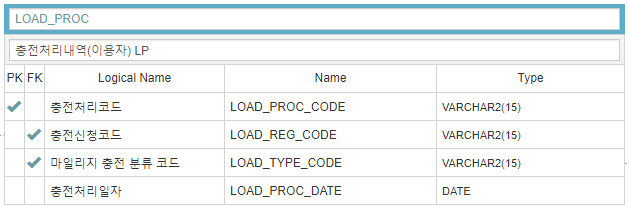 LOAD_PROC
충전처리내역(이용자) LP
PK FK Logical Name Name Type
충전처리코드 LOAD_PROC_CODE VARCHAR2(15)
충전신청코드 LOAD_REG_CODE VARCHAR2(15)
마일리지 충전 분류 코드 LOAD_TYPE_CODE VARCHAR2(15)
충전처리일자 LOAD_PROC_DATE DATE